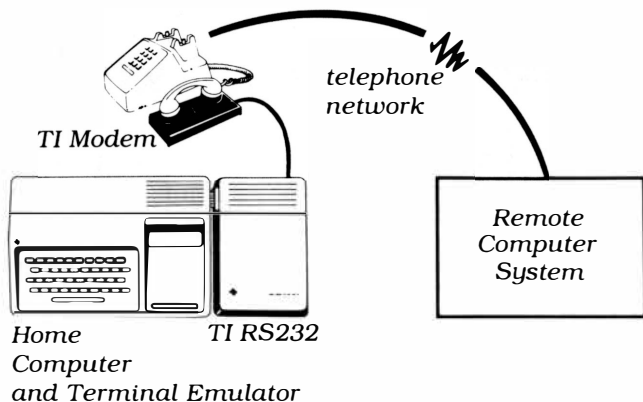 telephone
network
TI Modem
Remote
Computer
System
Home
Computer
and Terminal Emulator
TI RS232